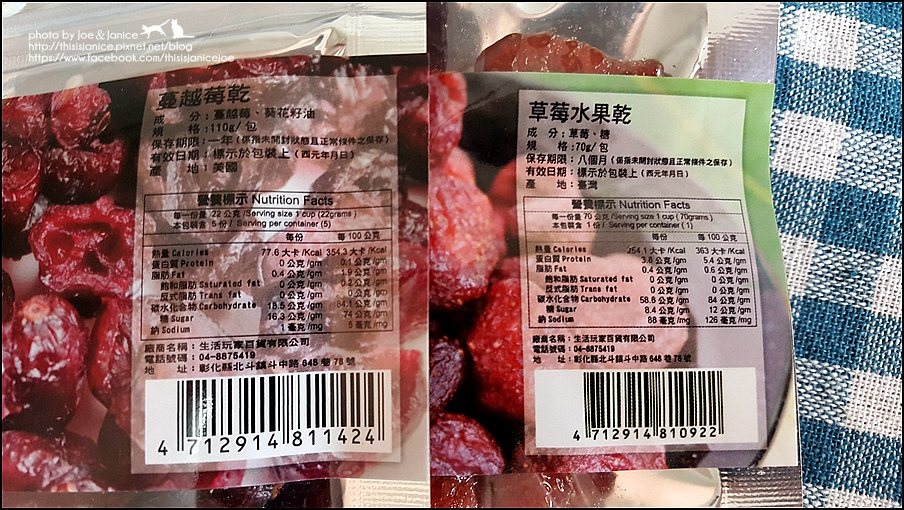 photo by Joe & Janice
http://thisisjanice.pixnet.net/blog
https://www.facebook.com/thisisjanicejoe
蔓越莓乾
成 分:蔓越莓、葵花籽油
規 格:110g/包
保存期限:一年(係指未開封狀態且正常條件之保存)
有效日期:標示於包裝上(西元年月日)
產 地:美國
營養標示 Nutrition Facts
每一份量 22 公克 /Serving size 1 cup (22grams)
本包裝含 5 份/ Serving per container (5)
每份 每 100 公克
熱量 Calories 77.6 大卡 /Kcal 354.3 大卡 /Kcal
蛋白質 Protein 0 公克 /gm 0.1 公克 /gm
脂肪 Fat 0.4 公克 /gm 1.9 公克 /gm
飽和脂肪 Saturated fat 0 公克 /gm 0.2 公克 /gm
反式脂肪 Trans fat 0 公克 /gm 0 公克 /gm
碳水化合物 Carbohydrate 18.5 公克 /gm 84.1 公克 /gm
糖 Sugar 16.3 公克 /gm 74 公克 /gm
鈉 Sodium 1 毫克 /mg 5 毫克 /mg
廠商名稱:生活玩家百貨有限公司
電話號碼:04-8875419
地 址:彰化縣北斗鎮斗中路 648 巷 78 號
4 712914 811424
草莓水果乾
成 分:草莓、糖
規 格:70g/包
保存期限:八個月(係指未開封狀態且正常條件之保存)
有效日期:標示於包裝上(西元年月日)
產 地:臺灣
營養標示 Nutrition Facts
每一份量 70 公克 /Serving size 1 cup (70grams)
本包裝含 1 份/ Serving per container (1)
每份 每 100 公克
熱量 Calories 254.1 大卡 /Kcal 363 大卡 /Kcal
蛋白質 Protein 3.8 公克 /gm 5.4 公克 /gm
脂肪 Fat 0.4 公克 /gm 0.6 公克 /gm
飽和脂肪 Saturated fat 0 公克 /gm 0 公克 /gm
反式脂肪 Trans fat 0 公克 /gm 0 公克 /gm
碳水化合物 Carbohydrate 58.8 公克 /gm 84 公克 /gm
糖 Sugar 8.4 公克 /gm 12 公克 /gm
鈉 Sodium 88 毫克 /mg 126 毫克 /mg
廠商名稱:生活玩家百貨有限公司
電話號碼:04-8875419
地 址:彰化縣北斗鎮斗中路 648 巷 78 號
4 712914 810922